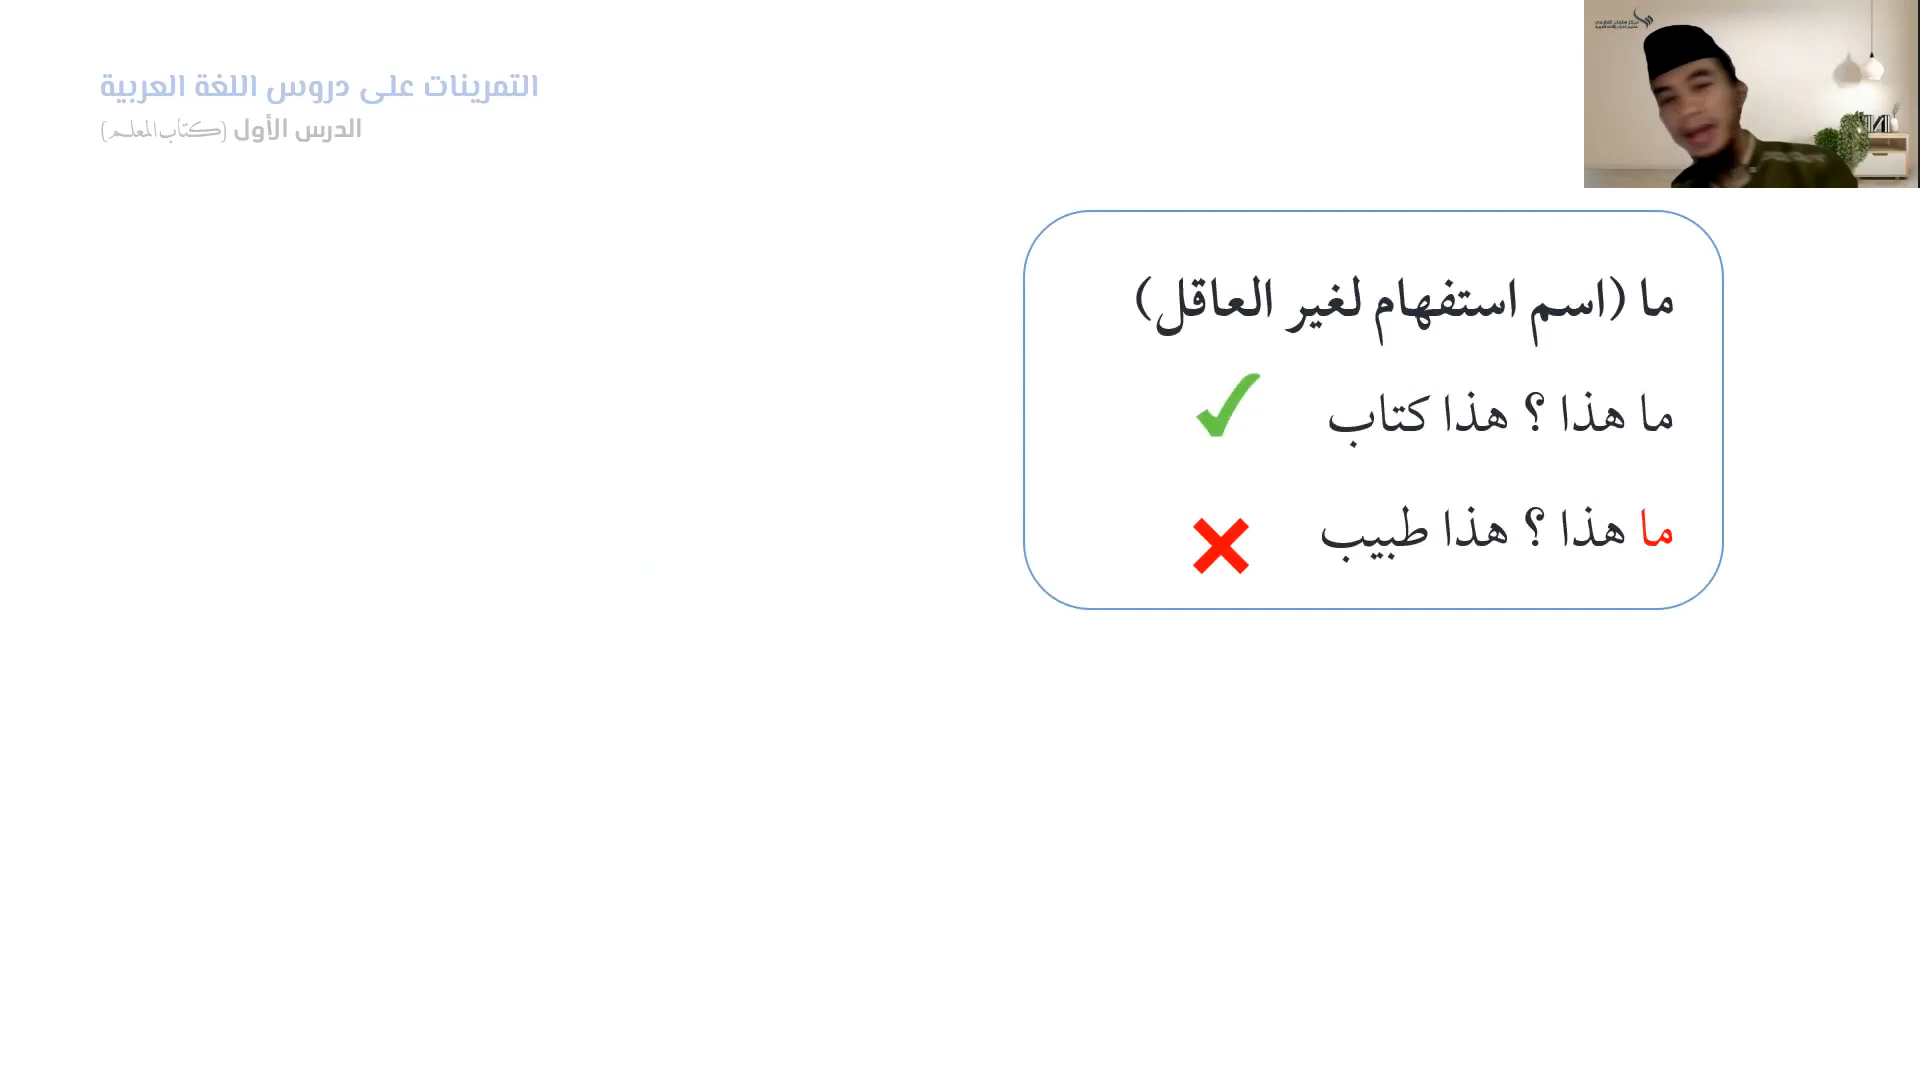 التمرينات على دروس اللغة العربية
الدرس الأول (كتاب المعلم)
ما (اسم استفهام لغير العاقل)
ما هذا ؟ هذا كتاب
ما هذا ؟ هذا طبيب